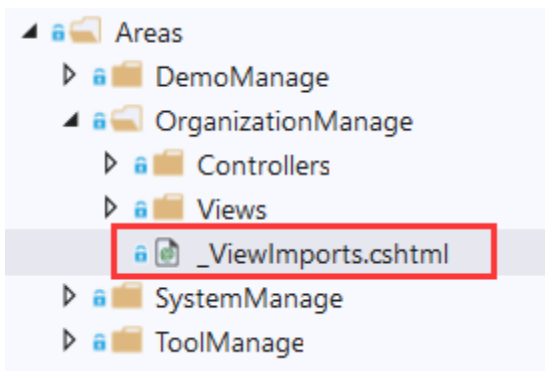 Areas
DemoManage
OrganizationManage
Controllers
Views
_ViewImports.cshtml
SystemManage
ToolManage